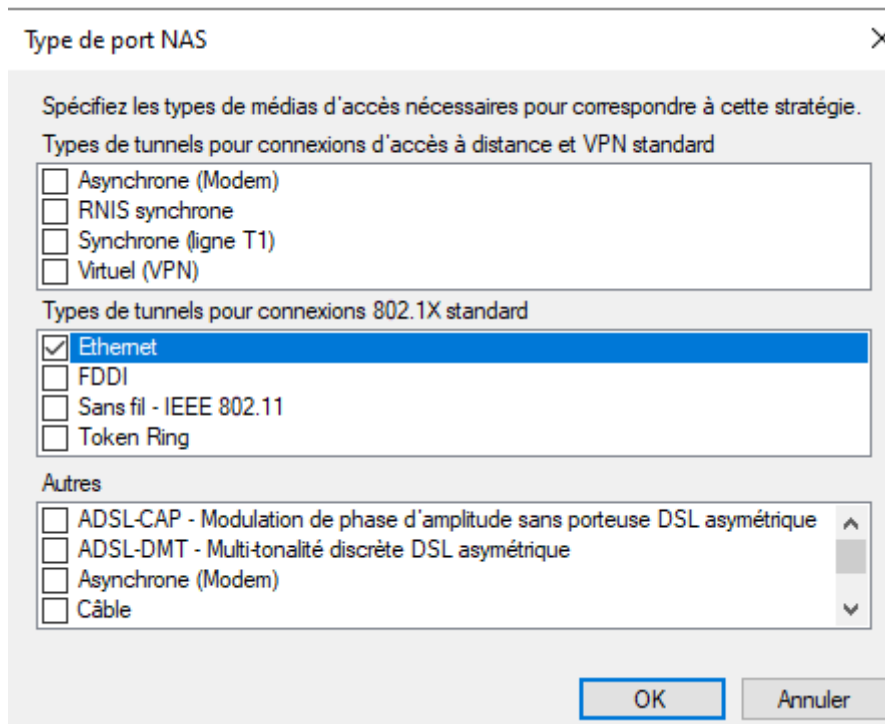 Type de port NAS
Spécifiez les types de médias d'accès nécessaires pour correspondre à cette stratégie.
Types de tunnels pour connexions d'accès à distance et VPN standard
Asynchrone (Modem)
RNIS synchrone
Synchrone (ligne T1)
Virtuel (VPN)
Types de tunnels pour connexions 802.1X standard
Ethernet
FDDI
Sans fil - IEEE 802.11
Token Ring
Autres
ADSL-CAP - Modulation de phase d'amplitude sans porteuse DSL asymétrique
ADSL-DMT - Multi-tonalité discrète DSL asymétrique
Asynchrone (Modem)
Câble
OK Annuler